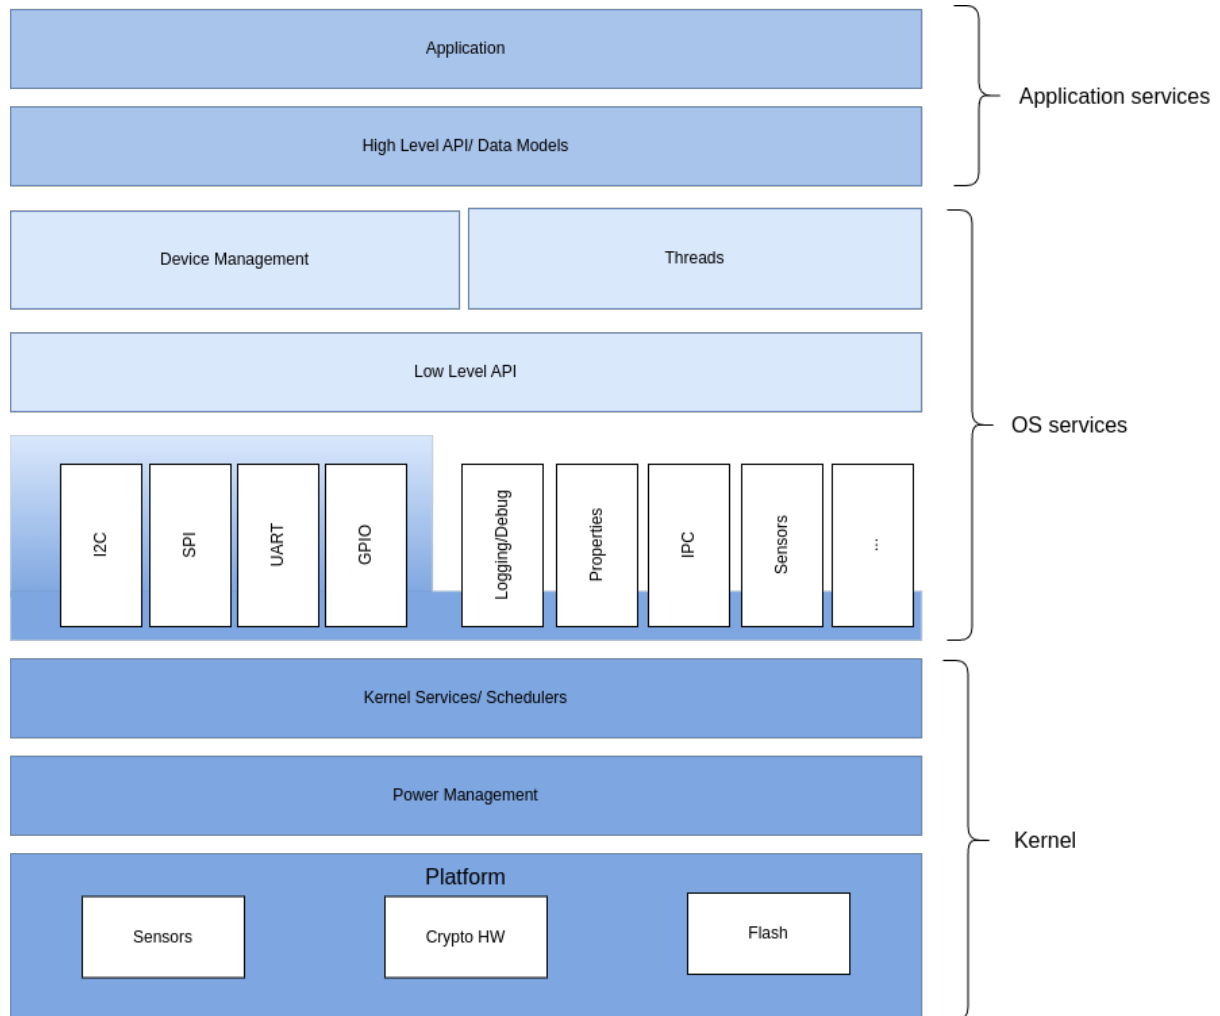 Application
Application services
High Level API/ Data Models
Device Management
Threads
Low Level API
OS services
I2C
SPI
UART
GPIO
Logging/Debug
Properties
IPC
Sensors
...
Kernel Services/ Schedulers
Power Management
Kernel
Platform
Sensors
Crypto HW
Flash